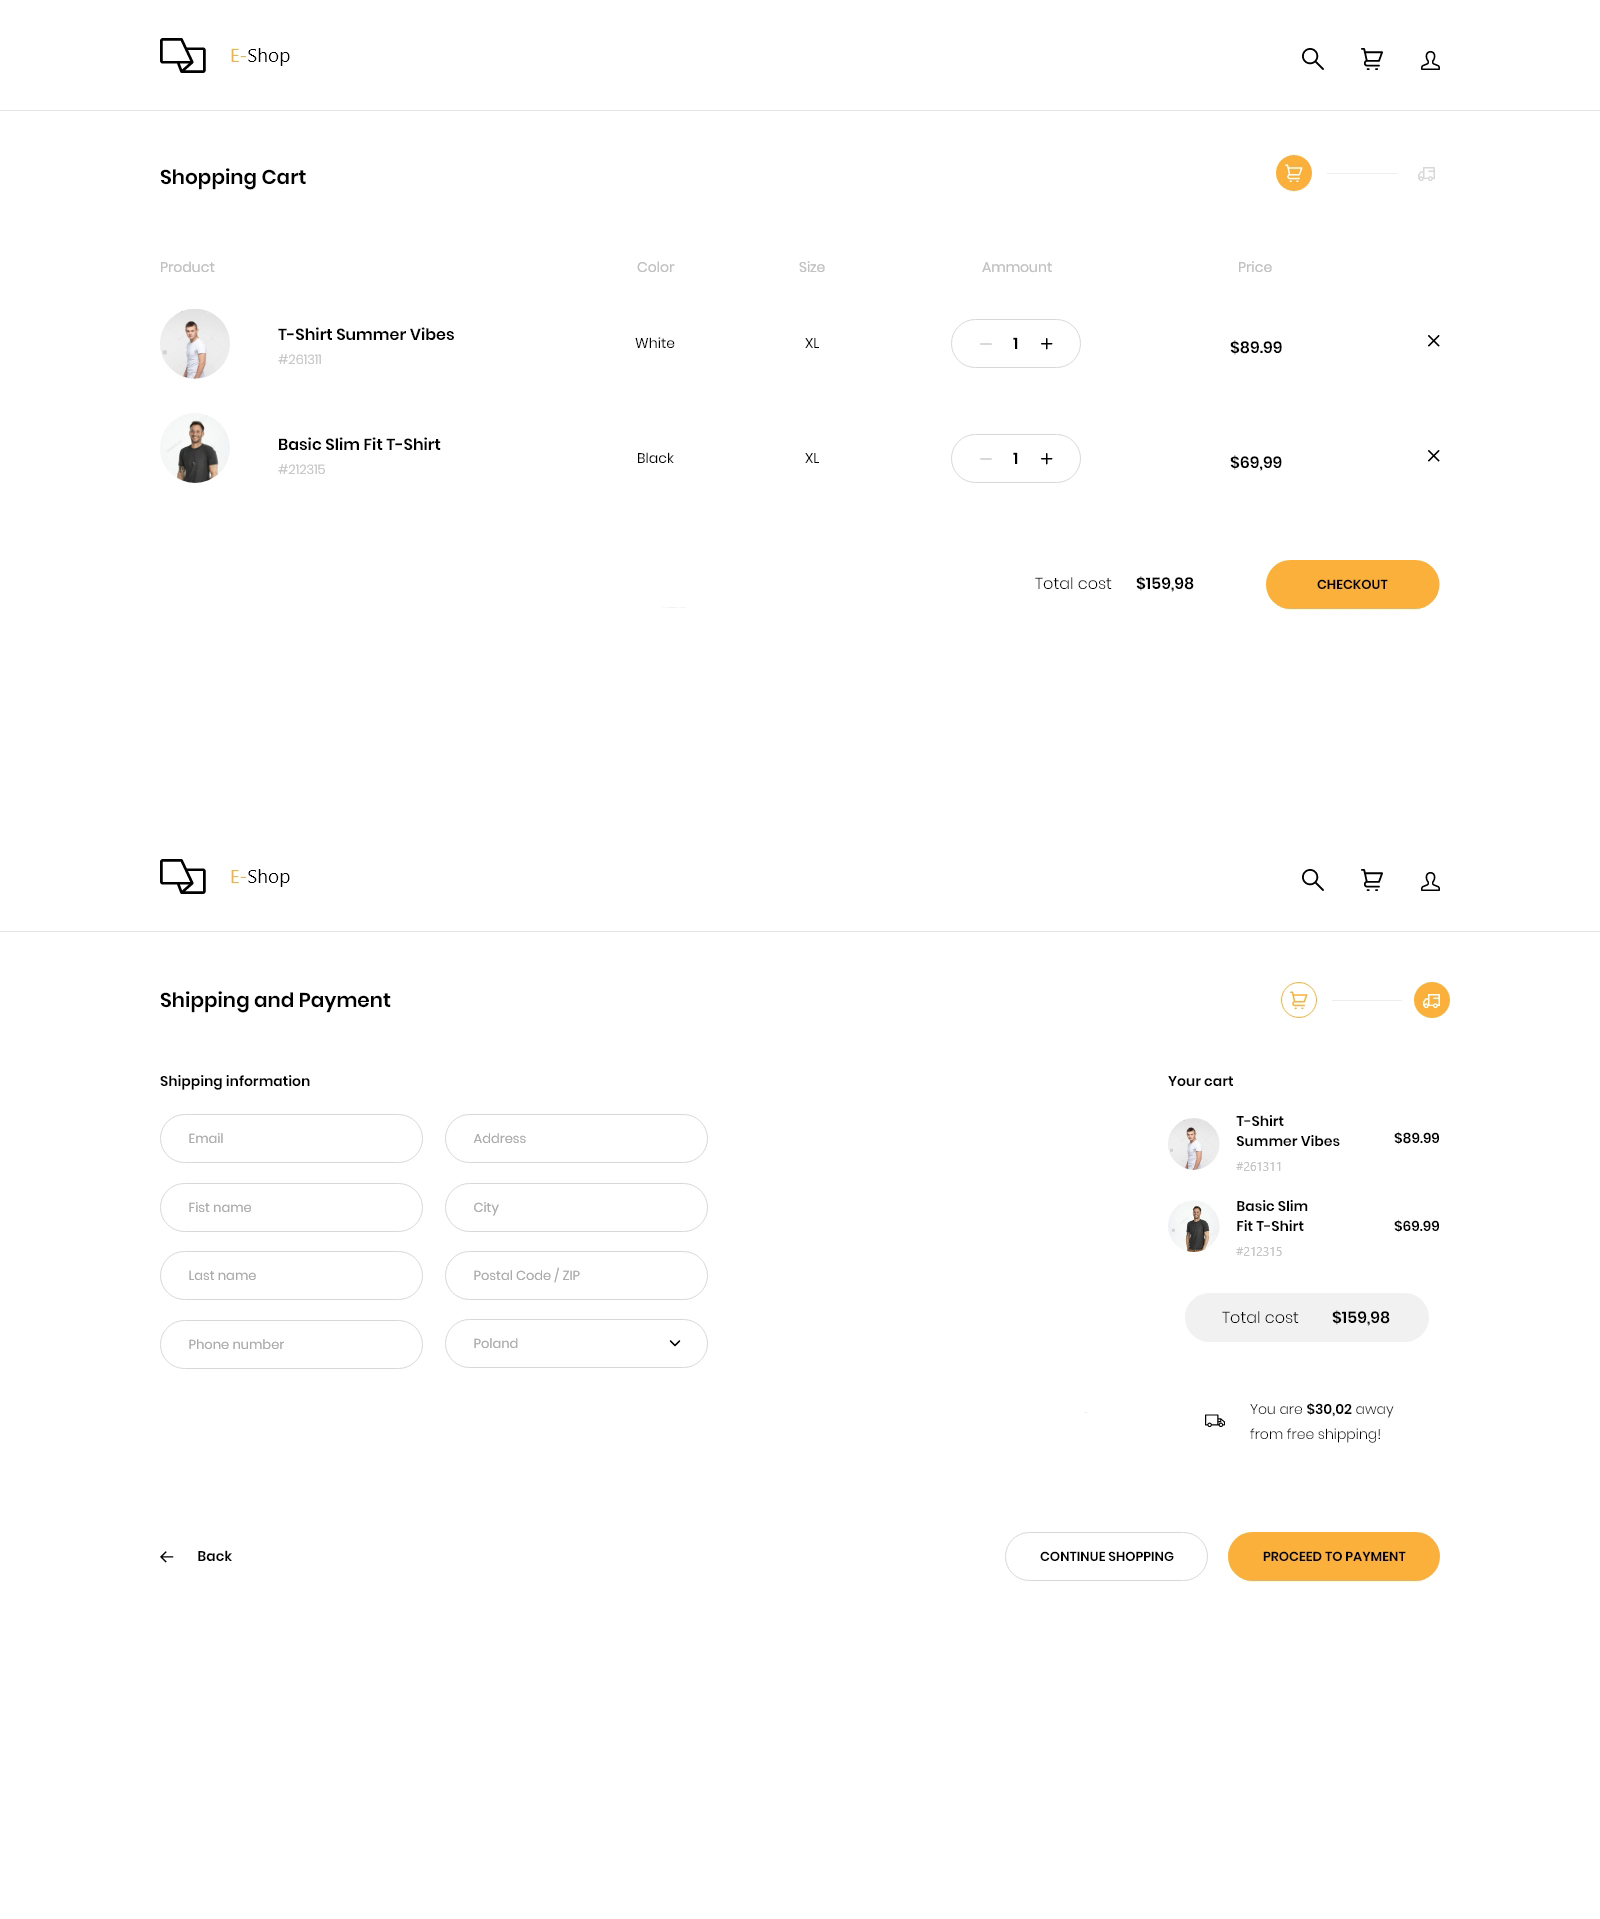 E-Shop
Shopping Cart
Product Color Size Ammount Price
T-Shirt Summer Vibes
#261311
White XL 1 $89.99
Basic Slim Fit T-Shirt
#212315
Black XL 1 $69,99
Total cost $159,98 CHECKOUT
E-Shop
Shipping and Payment
Shipping information
Email Address
Fist name City
Last name Postal Code / ZIP
Phone number Poland
Your cart
T-Shirt
Summer Vibes
#261311
$89.99
Basic Slim
Fit T-Shirt
#212315
$69.99
Total cost $159,98
You are $30,02 away
from free shipping!
Back CONTINUE SHOPPING PROCEED TO PAYMENT